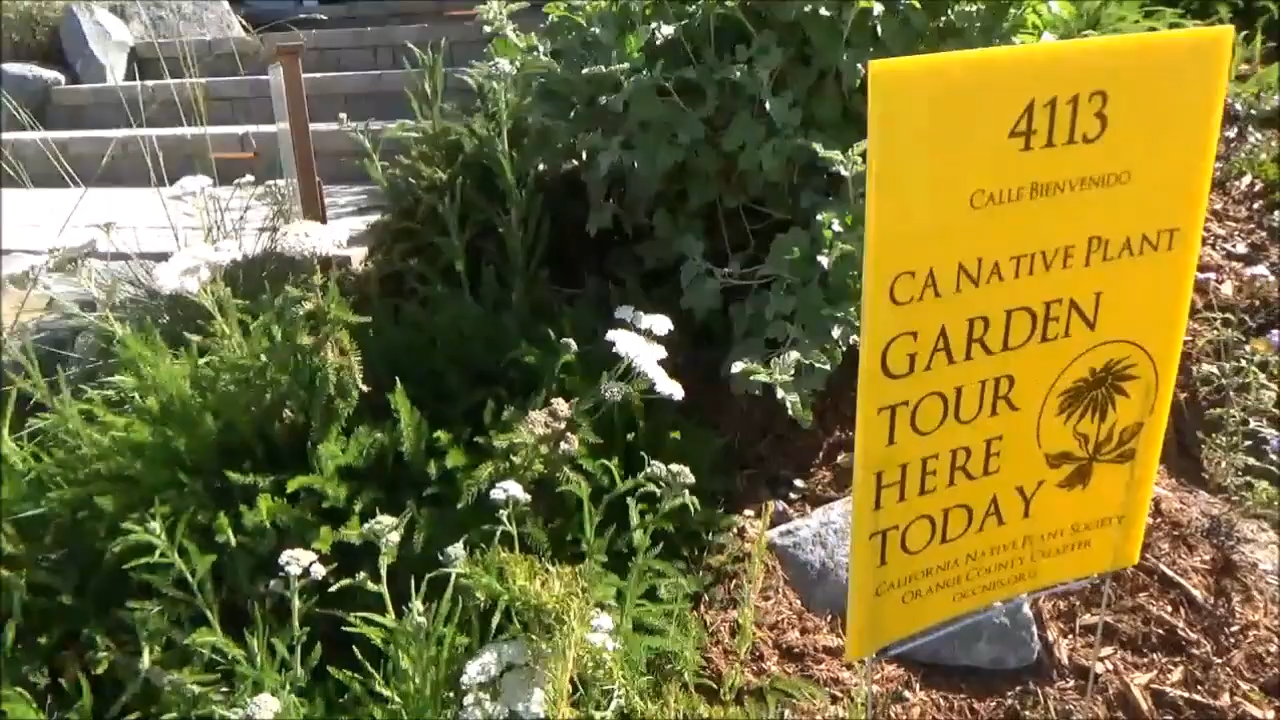 4113
CALLE BIENVENIDO
CA NATIVE PLANT
GARDEN
TOUR
HERE
TODAY
CALIFORNIA NATIVE PLANT SOCIETY
ORANGE COUNTY CHAPTER
OCCNPS.ORG